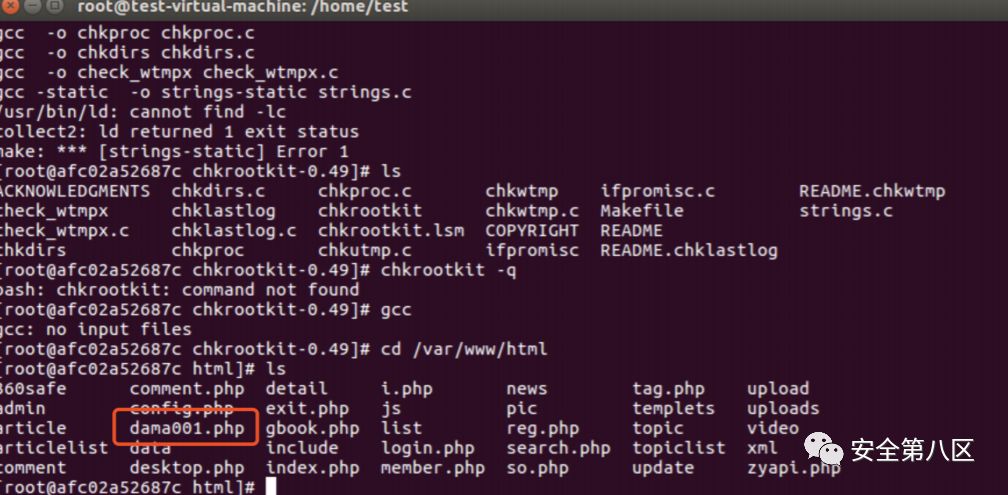 root@test-virtual-machine: /home/test
gcc  -o chkproc chkproc.c
gcc  -o chkdirs chkdirs.c
gcc  -o check_wtmpx check_wtmpx.c
gcc -static  -o strings-static strings.c
/usr/bin/ld: cannot find -lc
collect2: ld returned 1 exit status
make: *** [strings-static] Error 1
[root@afc02a52687c chkrootkit-0.49]# ls
ACKNOWLEDGMENTS  chkdirs.c     chkproc.c       chkwtmp    ifpromisc.c        README.chkwtmp
check_wtmpx      chklastlog    chkrootkit      chkwtmp.c  Makefile           strings.c
check_wtmpx.c    chklastlog.c  chkrootkit.lsm  COPYRIGHT  README
chkdirs          chkproc       chkutmp.c       ifpromisc  README.chklastlog
[root@afc02a52687c chkrootkit-0.49]# chkrootkit -q
bash: chkrootkit: command not found
[root@afc02a52687c chkrootkit-0.49]# gcc
gcc: no input files
[root@afc02a52687c chkrootkit-0.49]# cd /var/www/html
[root@afc02a52687c html]# ls
360safe      comment.php  detail     i.php       news        tag.php    upload
admin        config.php   exit.php   js          pic         templets   uploads
article      dama001.php  gbook.php  list        reg.php     topic      video
articlelist  data         include    login.php   search.php  topiclist  xml
comment      desktop.php  index.php  member.php  so.php      update     zyapi.php
[root@afc02a52687c html]#
安全第八区